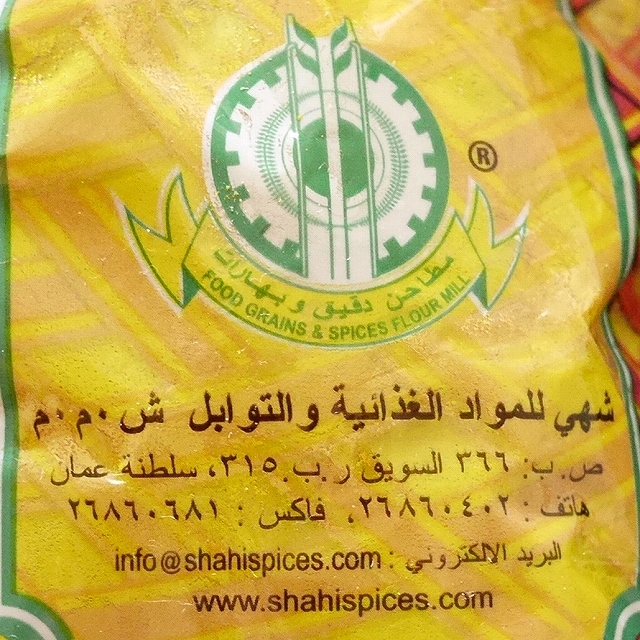 ®
مطاحن دقيق و بهارات
FOOD GRAINS & SPICES FLOUR MILL
شهي للمواد الغذائية والتوابل ش.م.م
ص.ب: ٣٦٦ السويق ر.ب.٣١٥، سلطنة عمان
هاتف: ٢٦٨٦٠٤٠٢، فاكس: ٢٦٨٦٠٦٨١
البريد الالكتروني: info@shahispices.com
www.shahispices.com